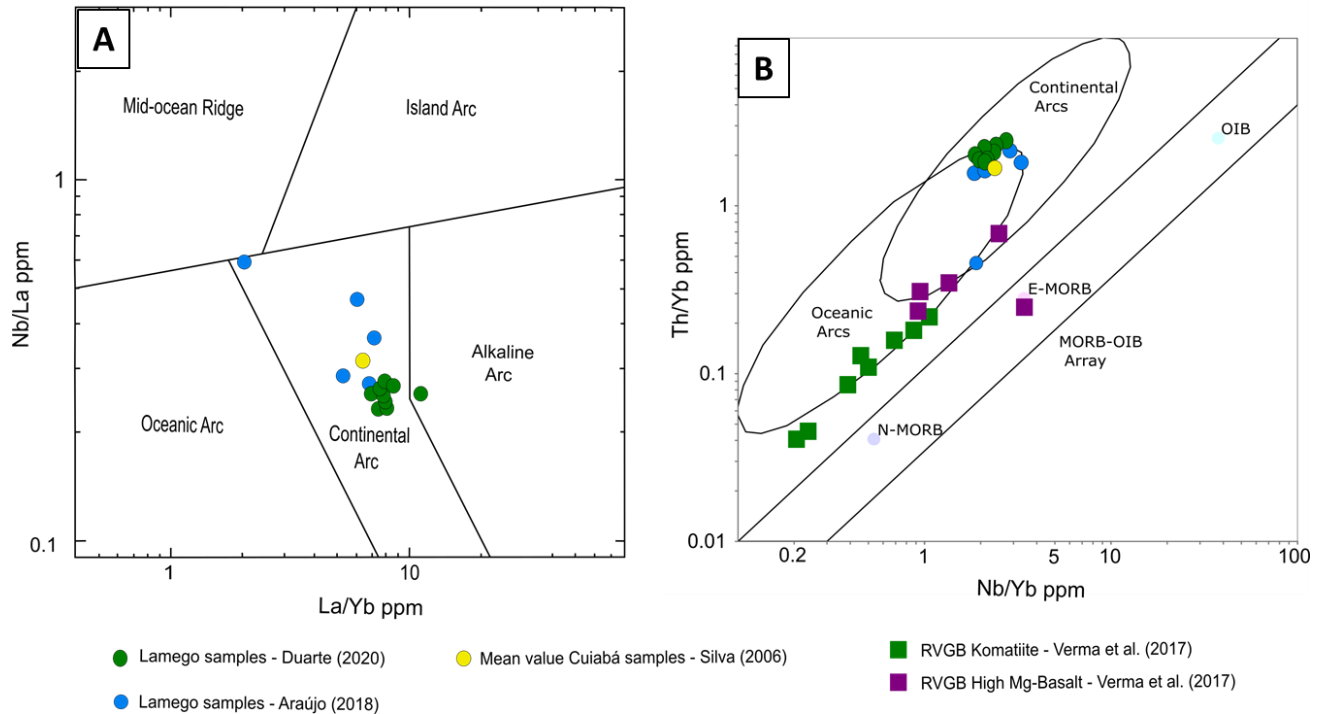 A
Mid-ocean Ridge
Island Arc
1
Nb/La ppm
Alkaline
Arc
Oceanic Arc
Continental
Arc
0.1
1
10
La/Yb ppm
B
Continental
Arcs
OIB
1
Th/Yb ppm
E-MORB
Oceanic
Arcs
MORB-OIB
Array
0.1
N-MORB
0.01
0.2
1
5
10
100
Nb/Yb ppm
Lamego samples - Duarte (2020)
Mean value Cuiabá samples - Silva (2006)
RVGB Komatiite - Verma et al. (2017)
Lamego samples - Araújo (2018)
RVGB High Mg-Basalt - Verma et al. (2017)